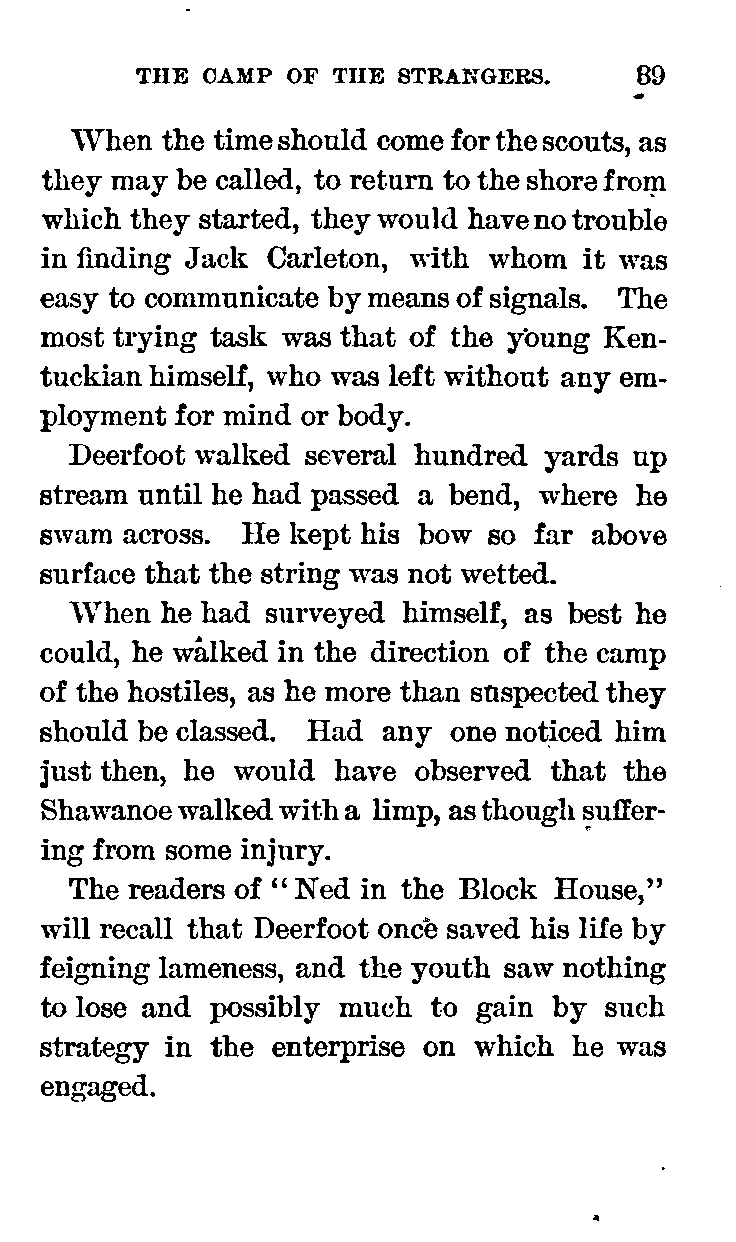 THE CAMP OF THE STRANGERS. 89
When the time should come for the scouts, as
they may be called, to return to the shore from
which they started, they would have no trouble
in finding Jack Carleton, with whom it was
easy to communicate by means of signals. The
most trying task was that of the young Ken-
tuckian himself, who was left without any em-
ployment for mind or body.
Deerfoot walked several hundred yards up
stream until he had passed a bend, where he
swam across. He kept his bow so far above
surface that the string was not wetted.
When he had surveyed himself, as best he
could, he walked in the direction of the camp
of the hostiles, as he more than suspected they
should be classed. Had any one noticed him
just then, he would have observed that the
Shawanoe walked with a limp, as though suffer-
ing from some injury.
The readers of "Ned in the Block House,"
will recall that Deerfoot once saved his life by
feigning lameness, and the youth saw nothing
to lose and possibly much to gain by such
strategy in the enterprise on which he was
engaged.